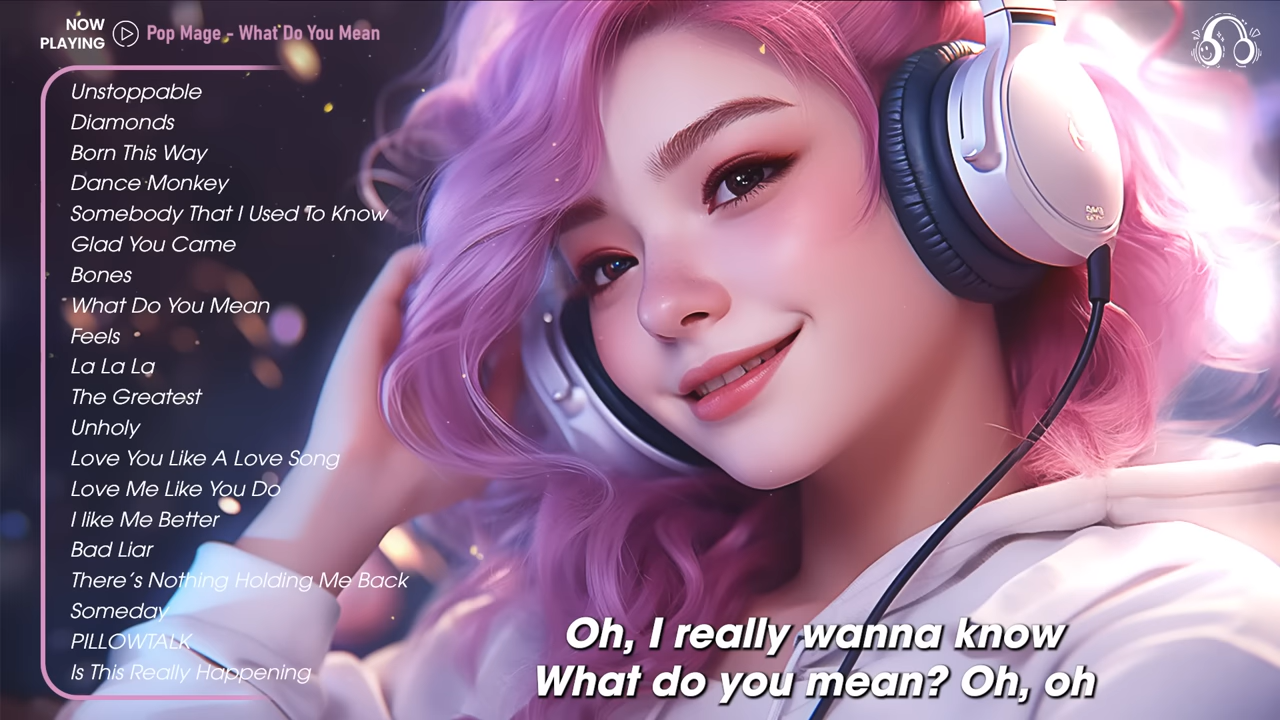 NOW
PLAYING
Pop Mage - What Do You Mean
Unstoppable
Diamonds
Born This Way
Dance Monkey
Somebody That I Used To Know
Glad You Came
Bones
What Do You Mean
Feels
La La La
The Greatest
Unholy
Love You Like A Love Song
Love Me Like You Do
I like Me Better
Bad Liar
There's Nothing Holding Me Back
Someday
PILLOWTALK
Is This Really Happening
Oh, I really wanna know
What do you mean? Oh, oh